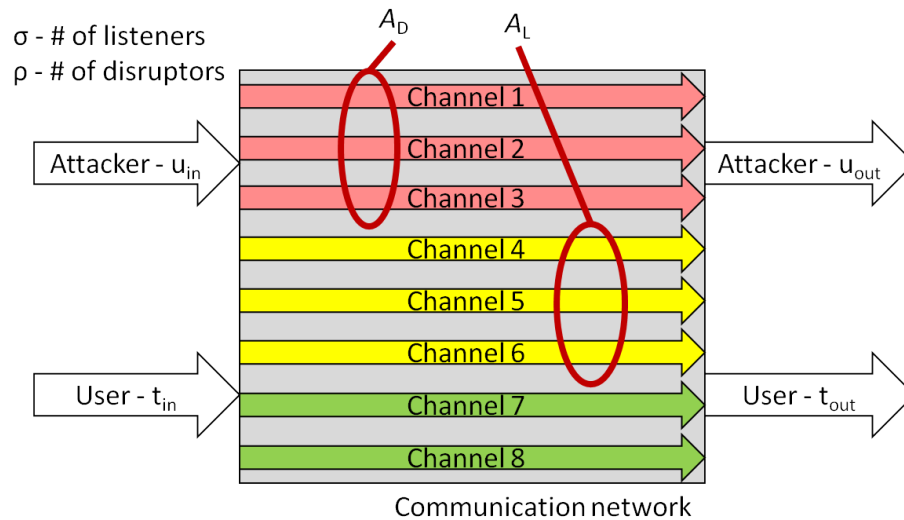 σ - # of listeners
ρ - # of disruptors
A_D
A_L
Channel 1
Channel 2
Channel 3
Channel 4
Channel 5
Channel 6
Channel 7
Channel 8
Attacker - u_in
Attacker - u_out
User - t_in
User - t_out
Communication network